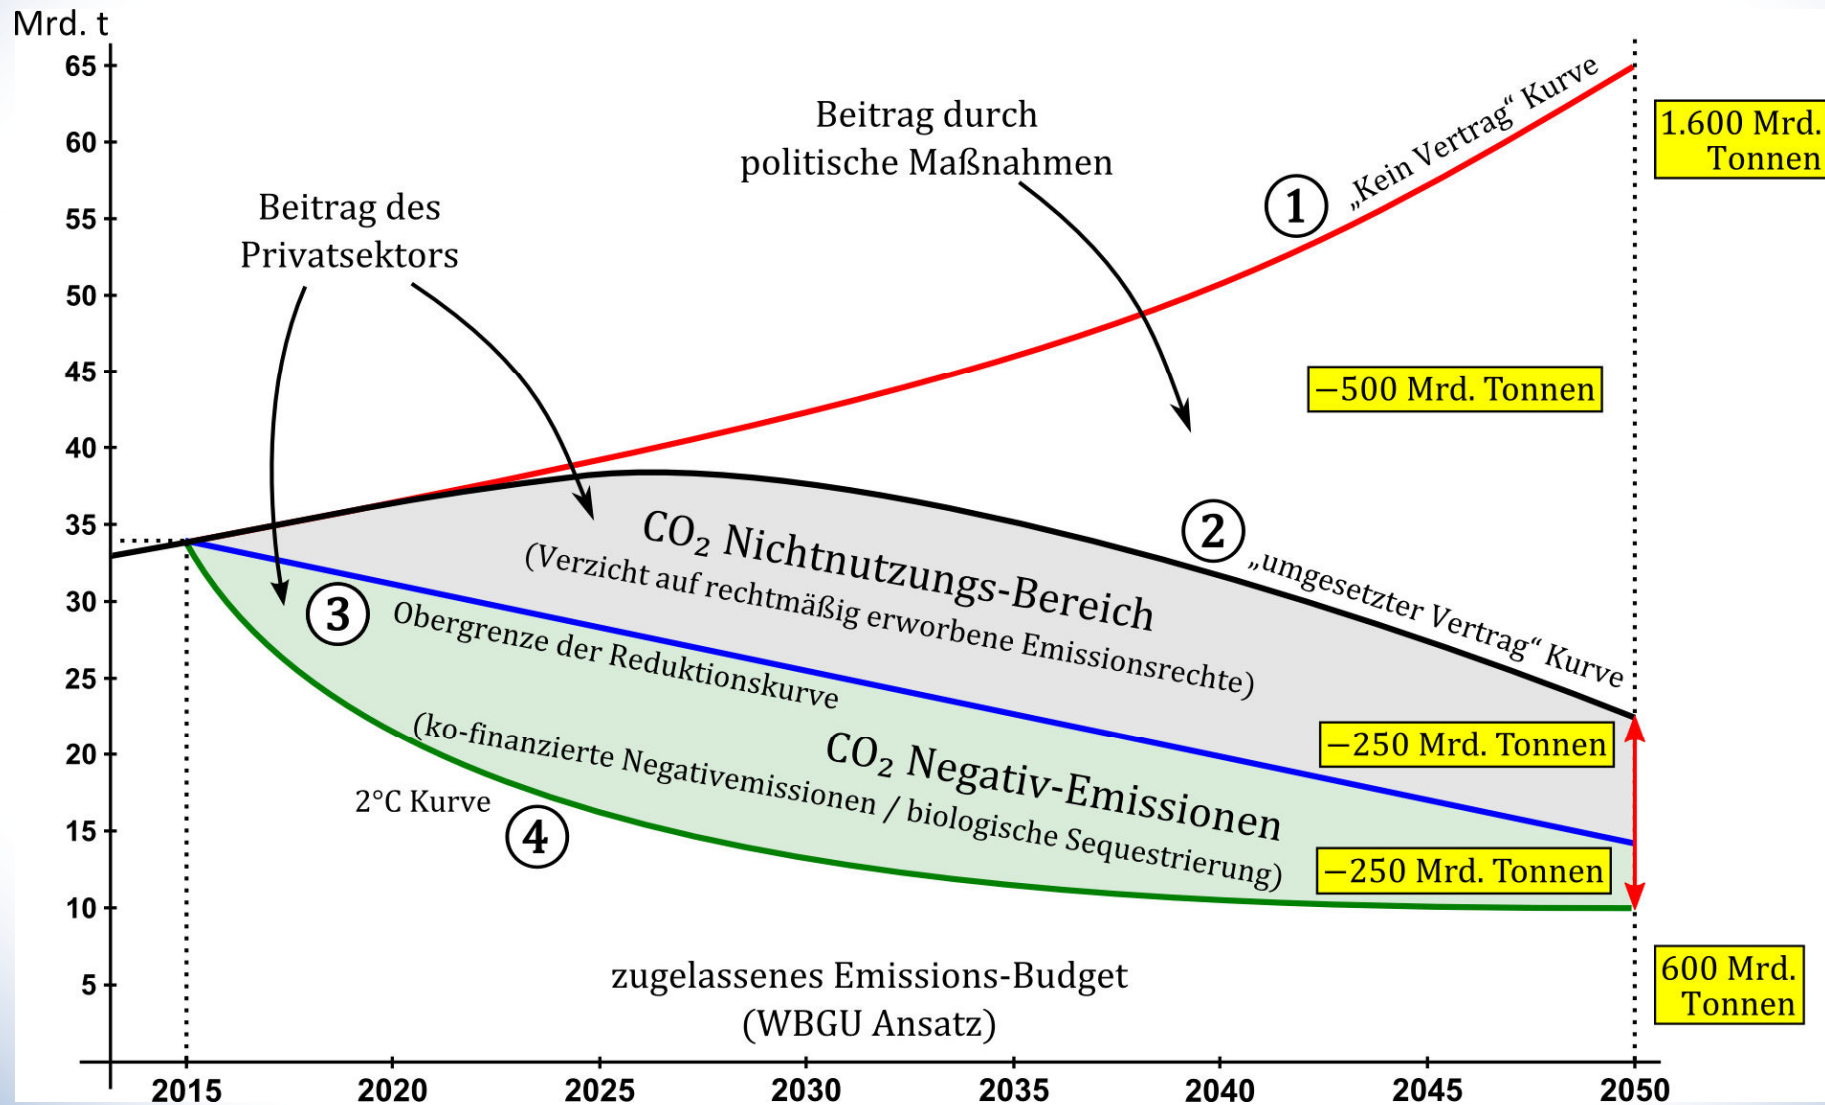 Mrd. t
65
60
55
50
45
40
35
30
25
20
15
10
5
2015
2020
2025
2030
2035
2040
2045
2050
Beitrag des
Privatsektors
Beitrag durch
politische Maßnahmen
1
„Kein Vertrag“ Kurve
1.600 Mrd.
Tonnen
−500 Mrd. Tonnen
2
„umgesetzter Vertrag“ Kurve
CO₂ Nichtnutzungs-Bereich
(Verzicht auf rechtmäßig erworbene Emissionsrechte)
3
Obergrenze der Reduktionskurve
−250 Mrd. Tonnen
CO₂ Negativ-Emissionen
(ko-finanzierte Negativemissionen / biologische Sequestrierung)
−250 Mrd. Tonnen
2°C Kurve
4
zugelassenes Emissions-Budget
(WBGU Ansatz)
600 Mrd.
Tonnen